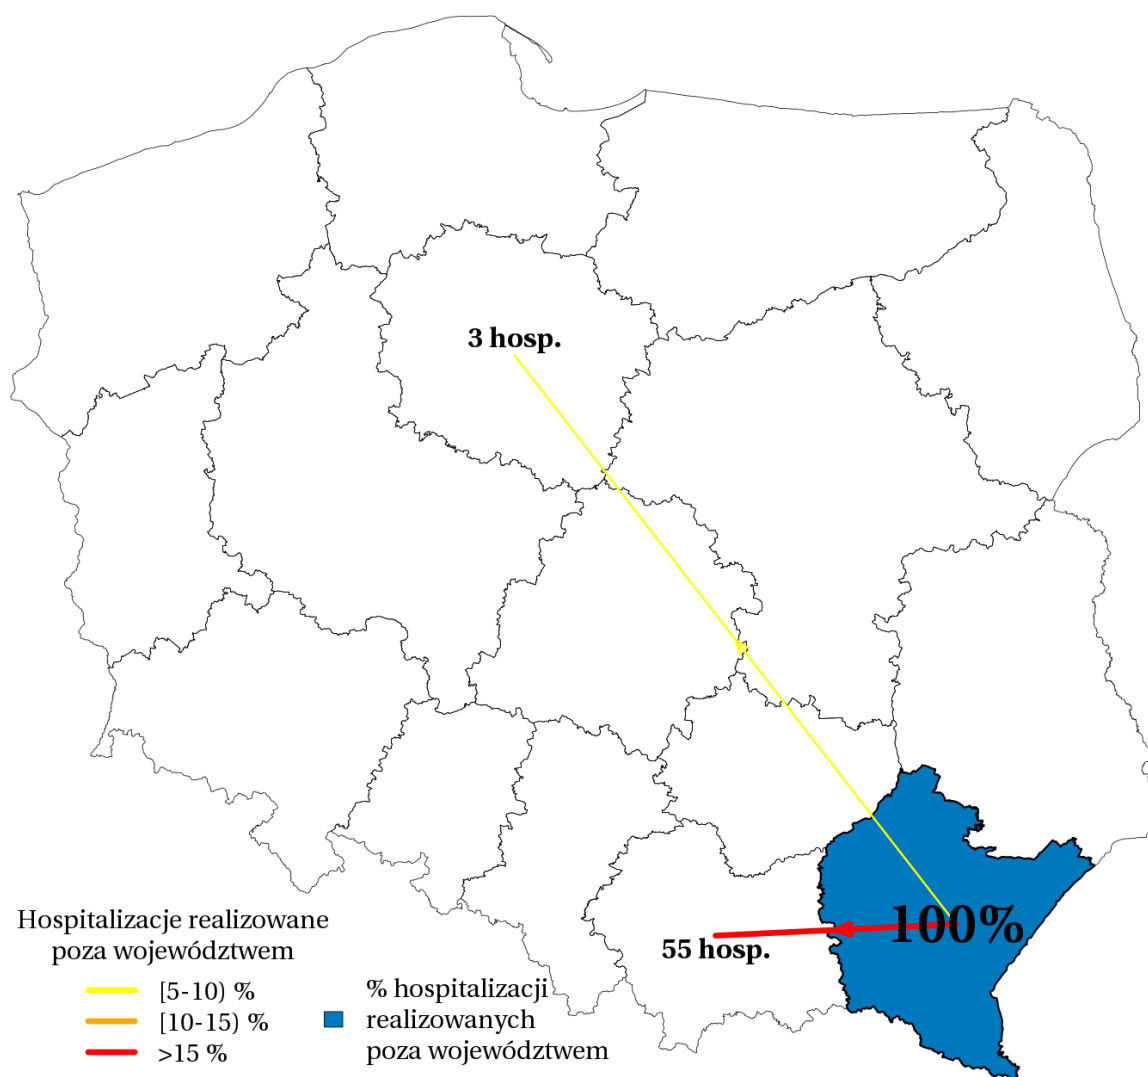 3 hosp.
100%
55 hosp.
Hospitalizacje realizowane
poza województwem
[5-10) %
[10-15) %
>15 %
% hospitalizacji
realizowanych
poza województwem